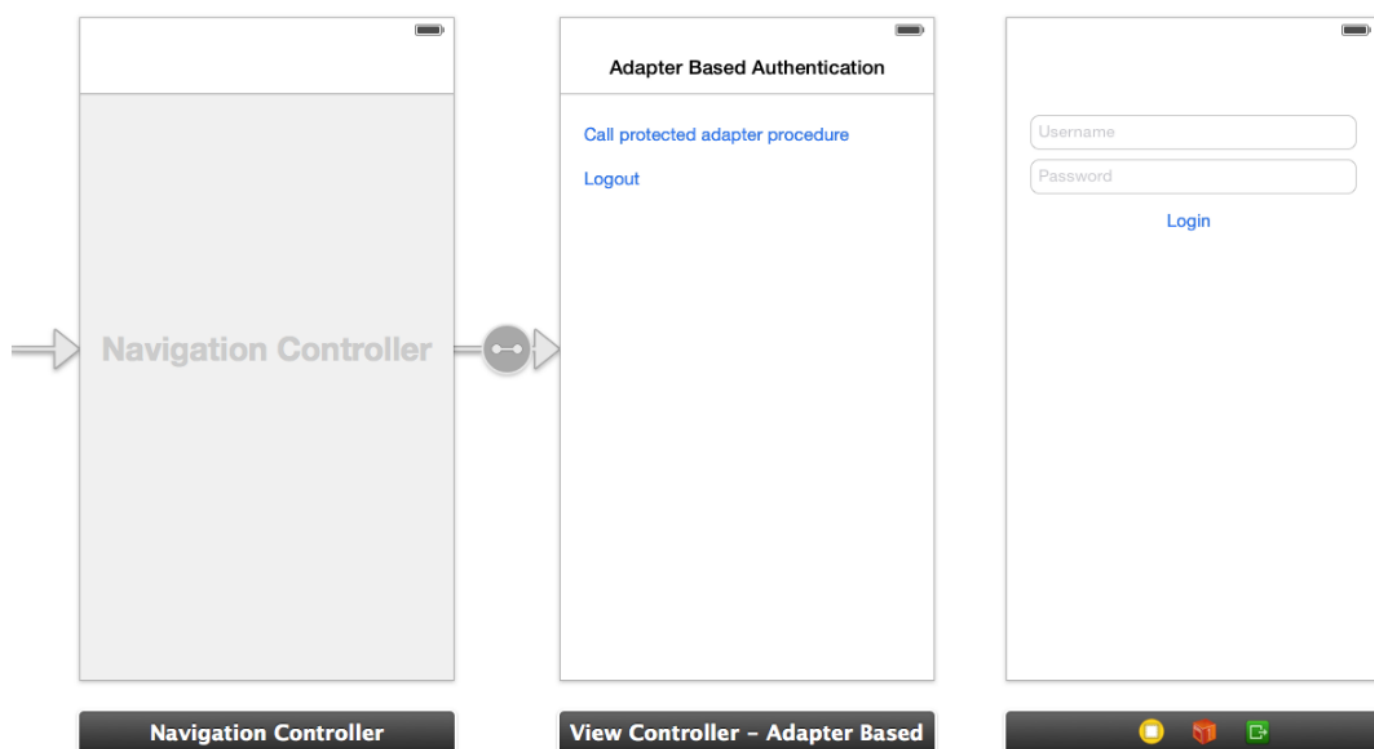 Navigation Controller
Navigation Controller
Adapter Based Authentication
Call protected adapter procedure
Logout
View Controller – Adapter Based
Username
Password
Login